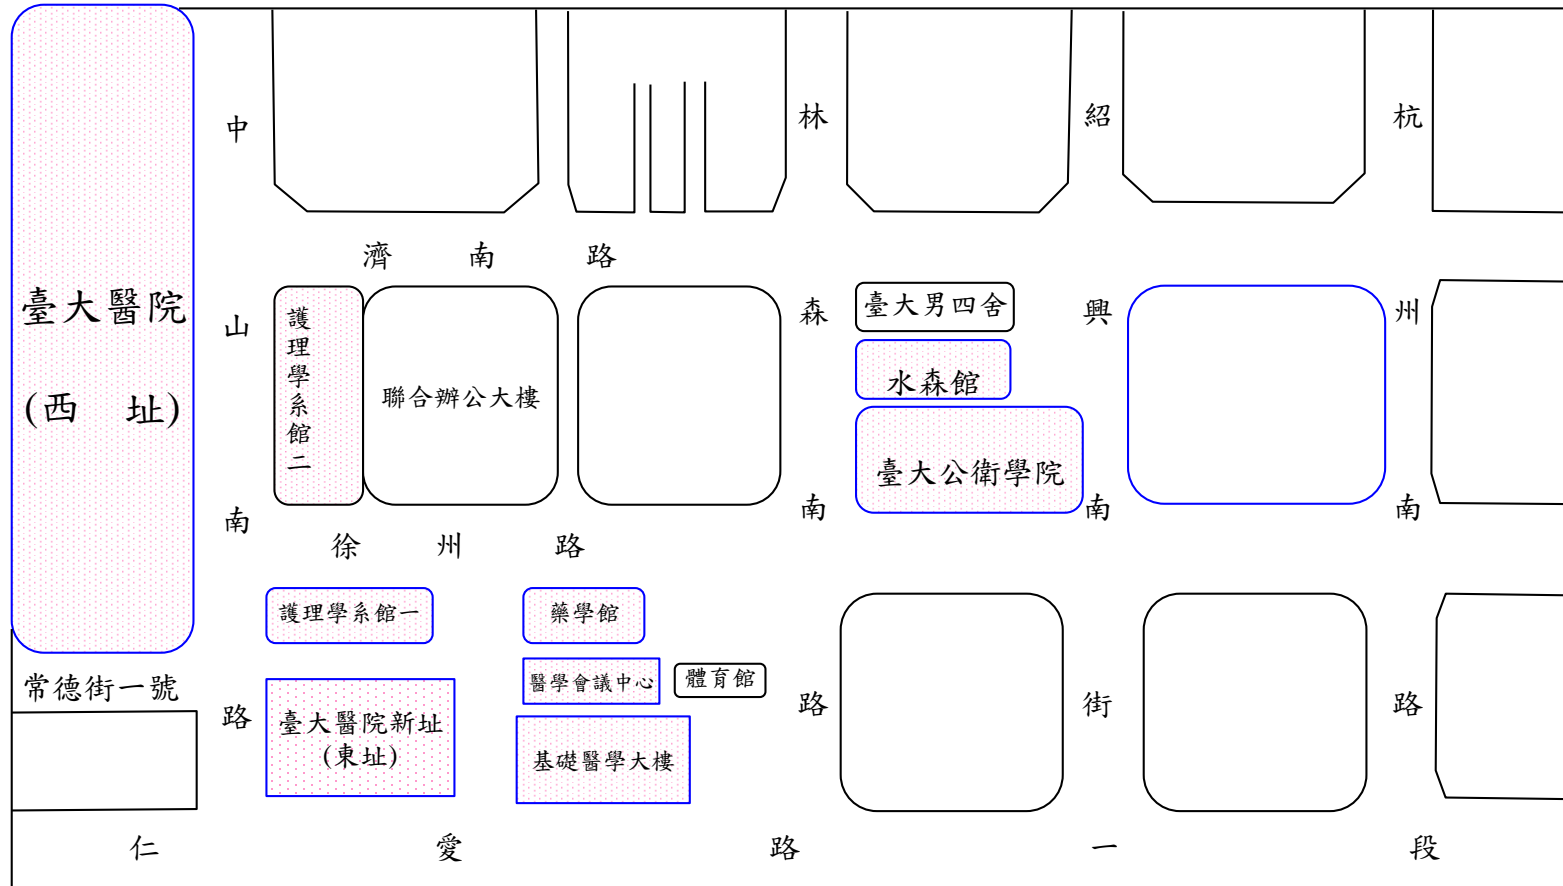 臺大醫院
(西 址)
常德街一號
中山南路
濟南路
護理學系館二
聯合辦公大樓
徐州路
護理學系館一
臺大醫院新址
(東址)
藥學館
醫學會議中心
體育館
基礎醫學大樓
林森南路
臺大男四舍
水森館
臺大公衛學院
紹興南街
杭州南路
仁愛路一段